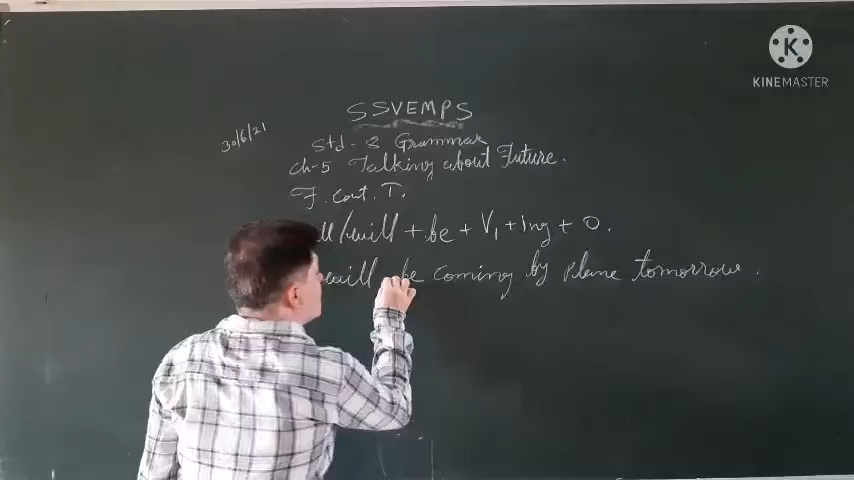 K
KINEMASTER
SSVEMPS
30/6/21
Std - 8 Grammar
Ch-5 Talking about Future.
F. Cont. T.
will + be + V1 + ing + O.
will be coming by plane tomorrow.